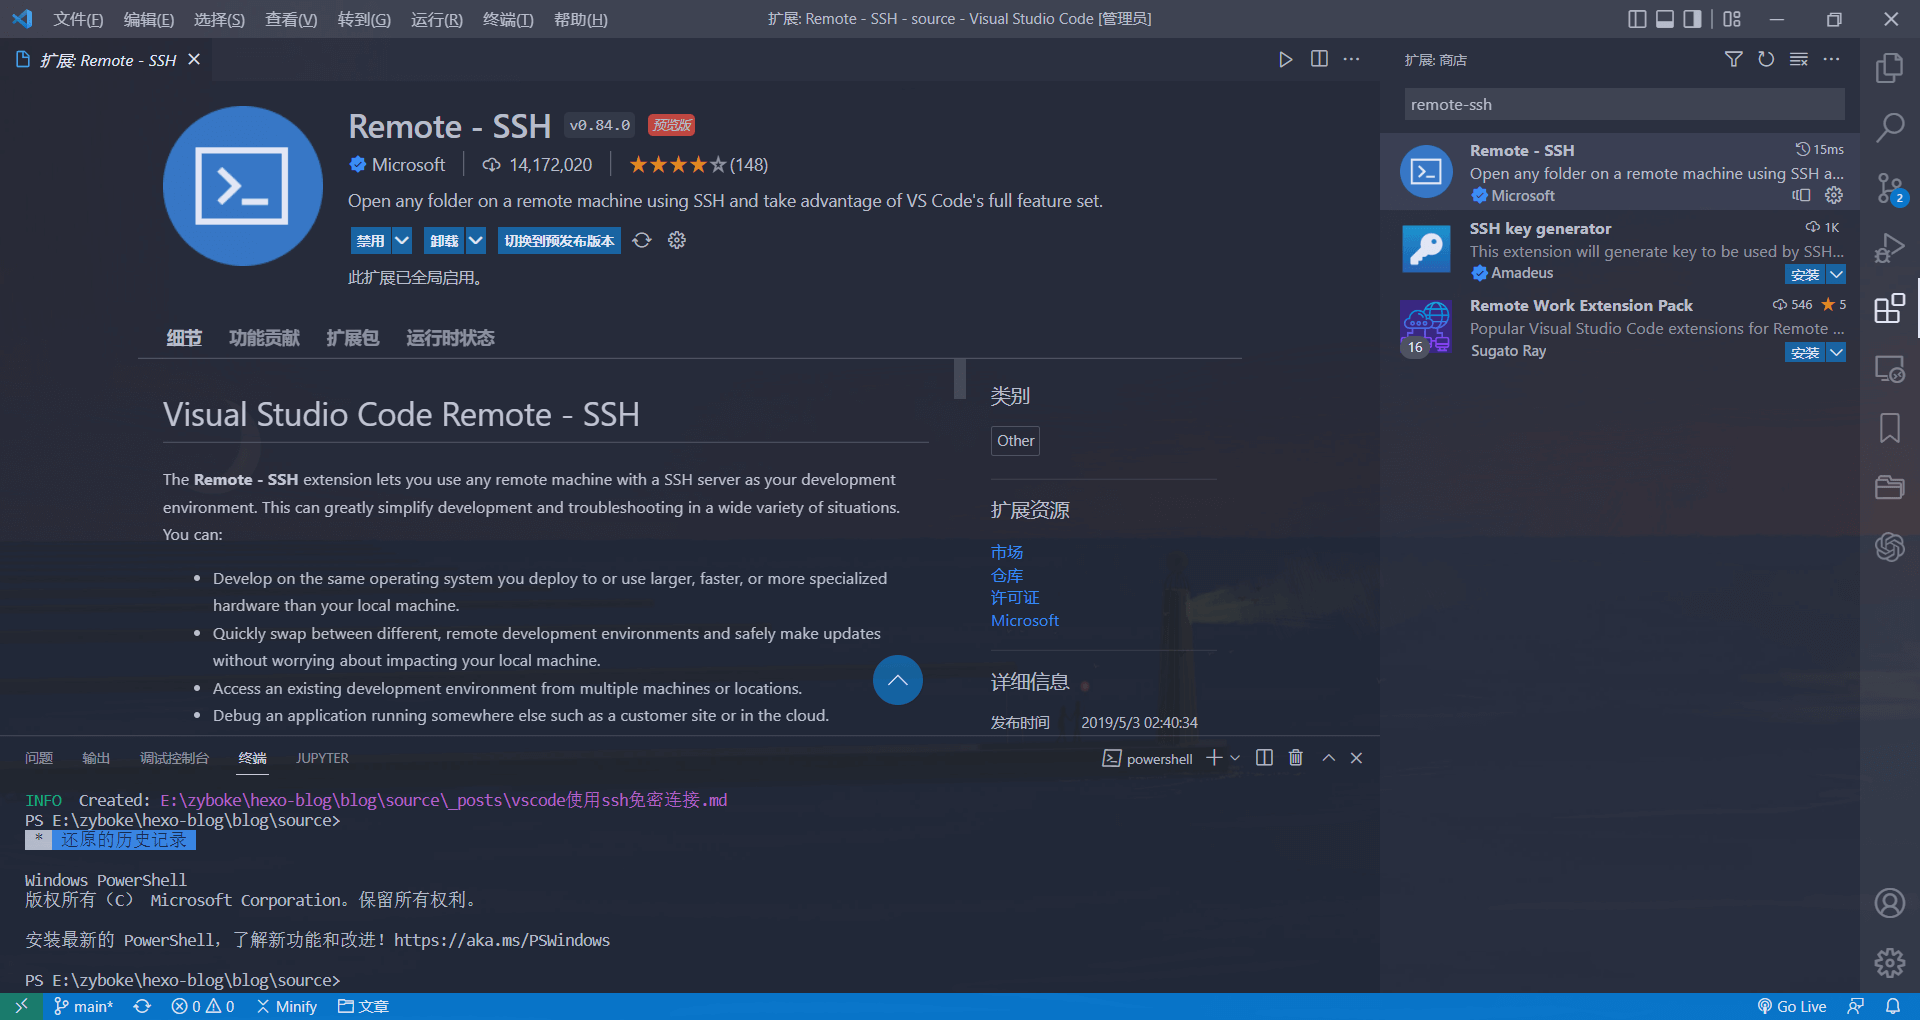 文件(F) 编辑(E) 选择(S) 查看(V) 转到(G) 运行(R) 终端(T) 帮助(H) 扩展: Remote - SSH - source - Visual Studio Code [管理员]
扩展: Remote - SSH
Remote - SSH v0.84.0 预览版
Microsoft 14,172,020 (148)
Open any folder on a remote machine using SSH and take advantage of VS Code's full feature set.
禁用 卸载 切换到预发布版本
此扩展已全局启用。
细节 功能贡献 扩展包 运行时状态
Visual Studio Code Remote - SSH
The Remote - SSH extension lets you use any remote machine with a SSH server as your development
environment. This can greatly simplify development and troubleshooting in a wide variety of situations.
You can:
• Develop on the same operating system you deploy to or use larger, faster, or more specialized
hardware than your local machine.
• Quickly swap between different, remote development environments and safely make updates
without worrying about impacting your local machine.
• Access an existing development environment from multiple machines or locations.
• Debug an application running somewhere else such as a customer site or in the cloud.
类别
Other
扩展资源
市场
仓库
许可证
Microsoft
详细信息
发布时间 2019/5/3 02:40:34
扩展: 商店
remote-ssh
Remote - SSH 15ms
Open any folder on a remote machine using SSH a...
Microsoft
SSH key generator 1K
This extension will generate key to be used by SSH...
Amadeus 安装
Remote Work Extension Pack 546 5
Popular Visual Studio Code extensions for Remote ...
16
Sugato Ray 安装
2
问题 输出 调试控制台 终端 JUPYTER powershell
INFO Created: E:\zyboke\hexo-blog\blog\source\_posts\vscode使用ssh免密连接.md
PS E:\zyboke\hexo-blog\blog\source>
* 还原的历史记录
Windows PowerShell
版权所有（C） Microsoft Corporation。保留所有权利。
安装最新的 PowerShell，了解新功能和改进！https://aka.ms/PSWindows
PS E:\zyboke\hexo-blog\blog\source>
main* 0 0 Minify 文章 Go Live